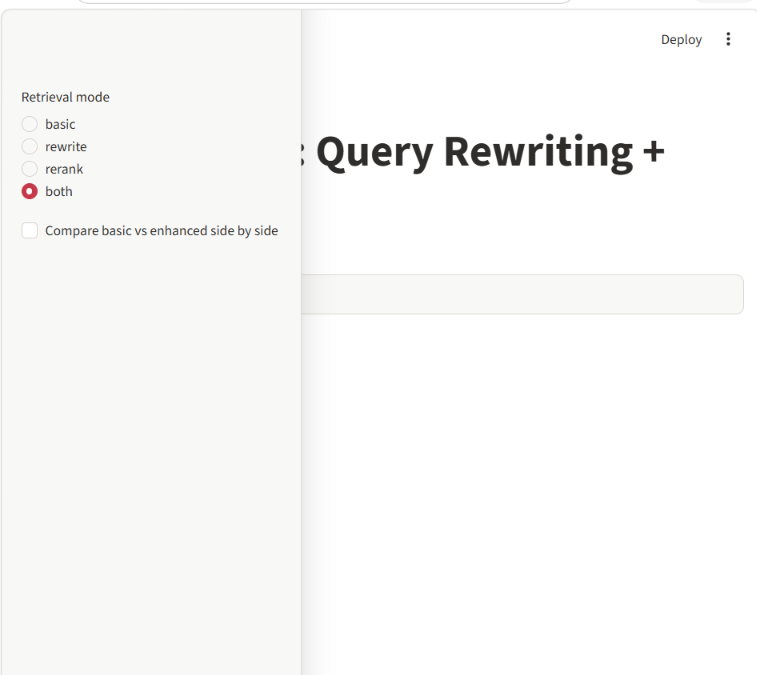 Deploy
Retrieval mode
basic
: Query Rewriting +
rewrite
rerank
both
Compare basic vs enhanced side by side